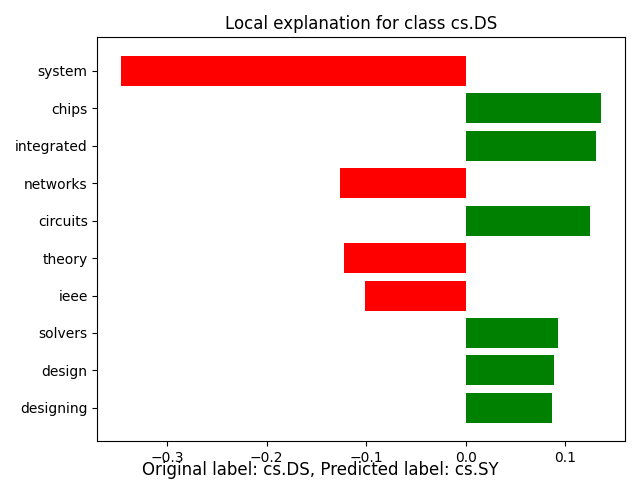 Local explanation for class cs.DS
system
chips
integrated
networks
circuits
theory
ieee
solvers
design
designing
−0.3 −0.2 −0.1 0.0 0.1
Original label: cs.DS, Predicted label: cs.SY